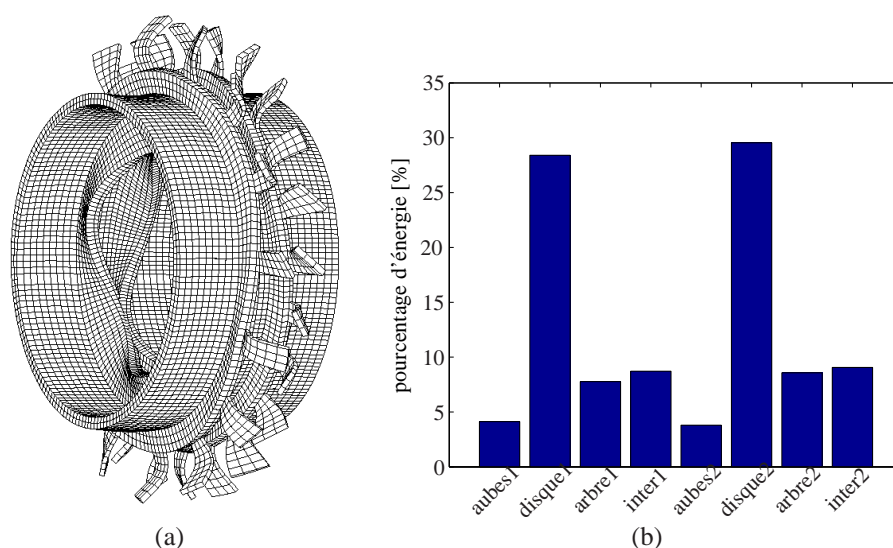 35
30
25
20
15
10
5
0
pourcentage d'énergie [%]
aubes1
disque1
arbre1
inter1
aubes2
disque2
arbre2
inter2
(a)
(b)